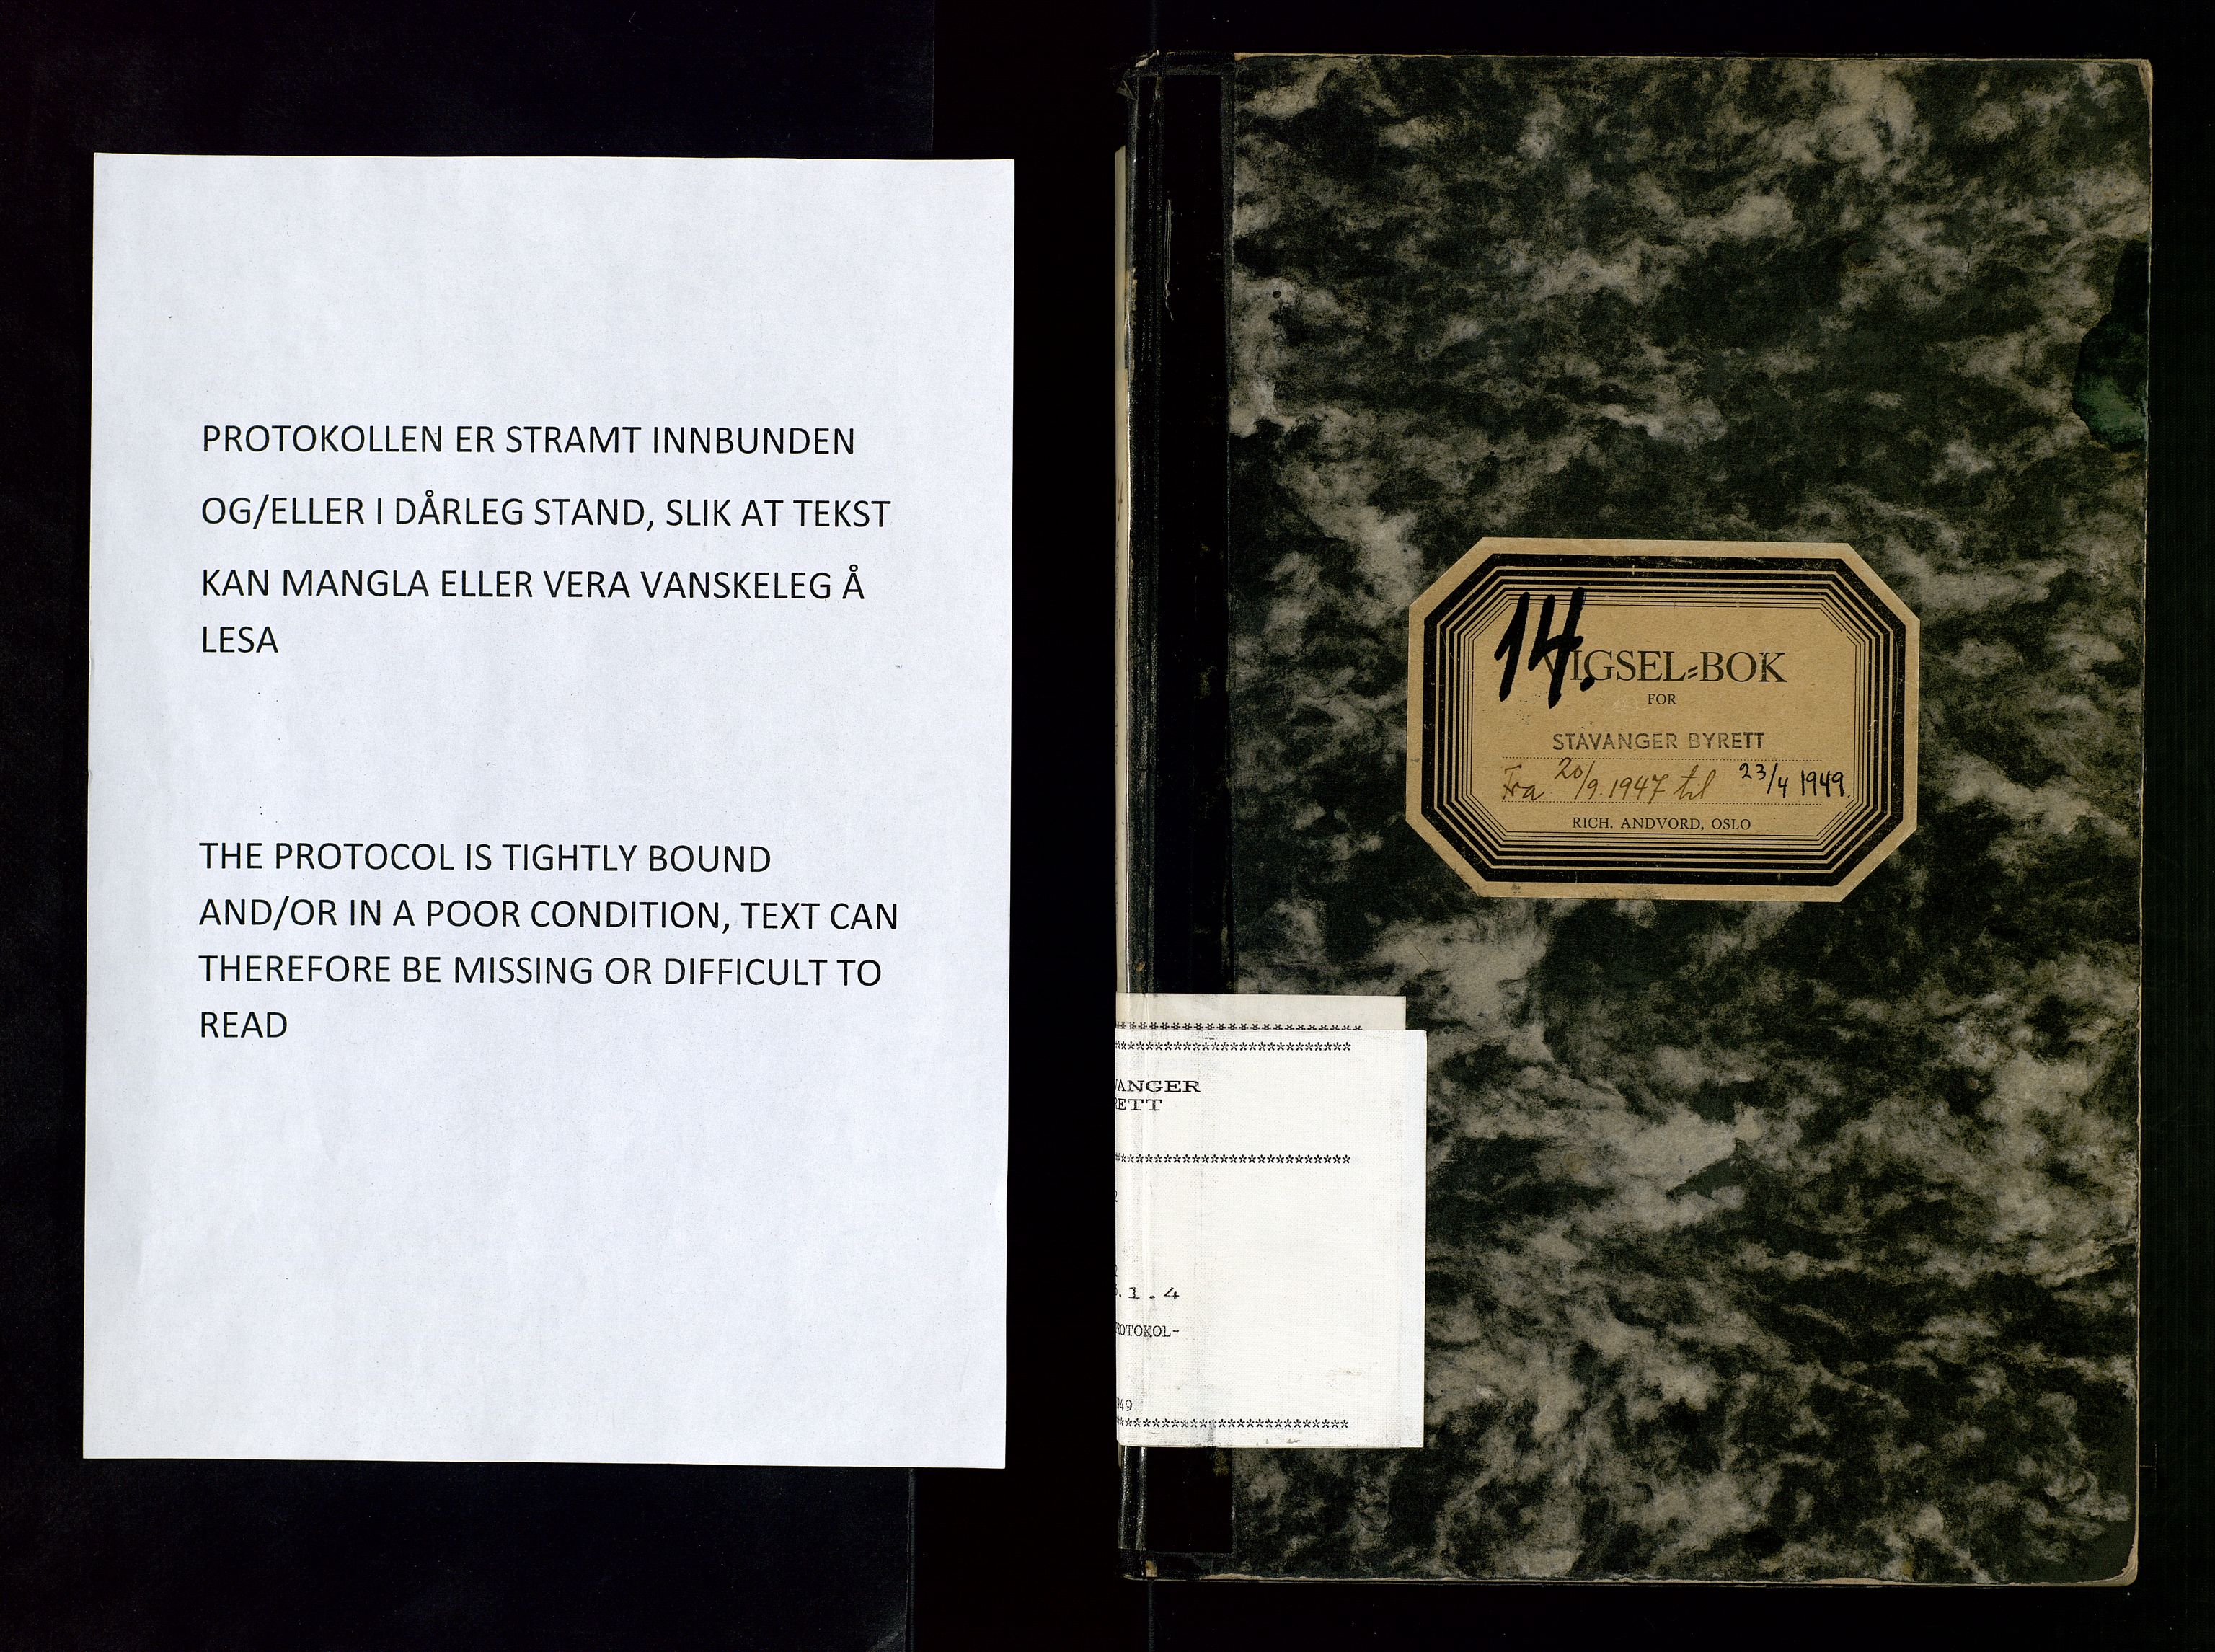 PROTOKOLLEN ER STRAMT INNBUNDEN
OG/ELLER I DÅRLEG STAND, SLIK AT TEKST
KAN MANGLA ELLER VERA VANSKELEG Å
LESA
THE PROTOCOL IS TIGHTLY BOUND
AND/OR IN A POOR CONDITION, TEXT CAN
THEREFORE BE MISSING OR DIFFICULT TO
READ
14.
VIGSEL=BOK
FOR
STAVANGER BYRETT
Fra 20/9. 1947 til 23/4 1949.
RICH. ANDVORD, OSLO
*********************
**************************
VANGER
RETT
**************************
.1.4
ROTOKOL-
949
**************************